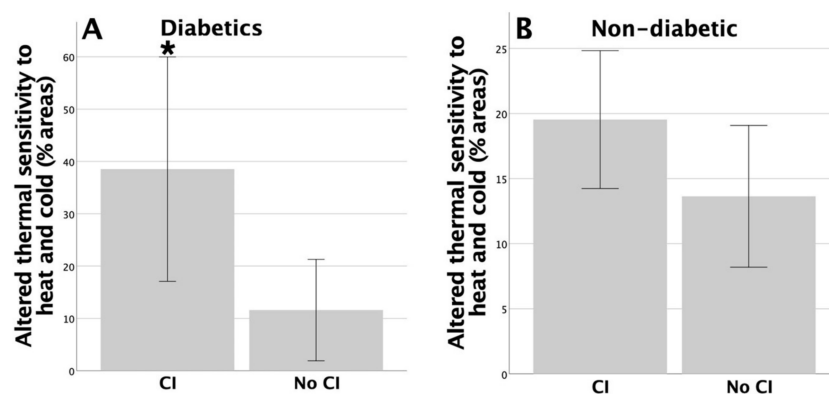 A Diabetics
*
Altered thermal sensitivity to
heat and cold (% areas)
60
50
40
30
20
10
0
CI No CI
B Non-diabetic
Altered thermal sensitivity to
heat and cold (% areas)
25
20
15
10
5
0
CI No CI